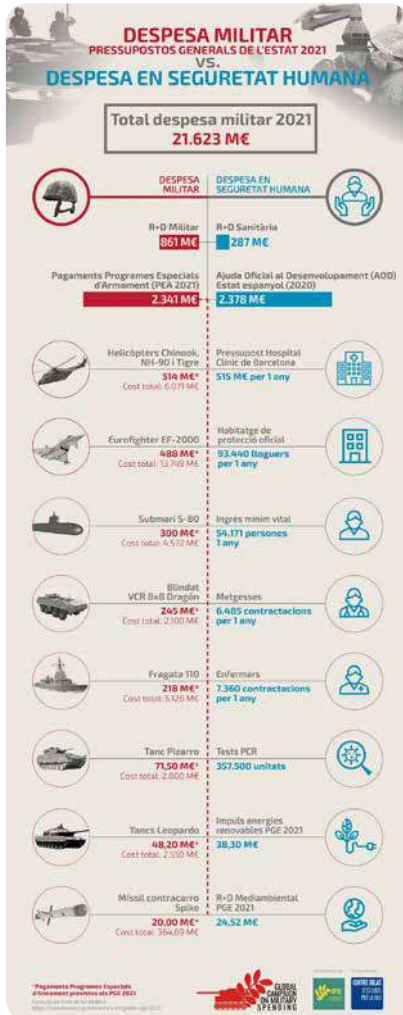 DESPESA MILITAR
PRESSUPOSTOS GENERALS DE L'ESTAT 2021
VS.
DESPESA EN SEGURETAT HUMANA
Total despesa militar 2021
21.623 M€
DESPESA
MILITAR
DESPESA EN
SEGURETAT HUMANA
R+D Militar
861 M€
R+D Sanitària
287 M€
Pagaments Programes Especials
d'Armament (PEA 2021)
2.341 M€
Ajuda Oficial al Desenvolupament (AOD)
Estat espanyol (2020)
2.378 M€
Helicòpters Chinook,
NH-90 i Tigre
514 M€*
Cost total: 6.071 M€
Pressupost Hospital
Clínic de Barcelona
515 M€ per 1 any
Eurofighter EF-2000
488 M€*
Cost total: 13.748 M€
Habitatge de
protecció oficial
93.440 lloguers
per 1 any
Submarí S-80
300 M€*
Cost total: 4.572 M€
Ingrés mínim vital
54.171 persones
1 any
Blindat
VCR 8x8 Dragón
245 M€*
Cost total: 2.100 M€
Metgesses
6.485 contractacions
per 1 any
Fragata 110
218 M€*
Cost total: 5.126 M€
Enfermers
7.360 contractacions
per 1 any
Tanc Pizarro
71,50 M€*
Cost total: 2.800 M€
Tests PCR
357.500 unitats
Tancs Leopardo
48,20 M€*
Cost total: 2.550 M€
Impuls energies
renovables PGE 2021
38,30 M€
Míssil contracarro
Spike
20,00 M€*
Cost total: 364,69 M€
R+D Mediambiental
PGE 2021
24,52 M€
*Pagaments Programes Especials
d'Armament previstos als PGE 2021
GLOBAL
CAMPAIGN
ON MILITARY
SPENDING
CENTRE DELÀS